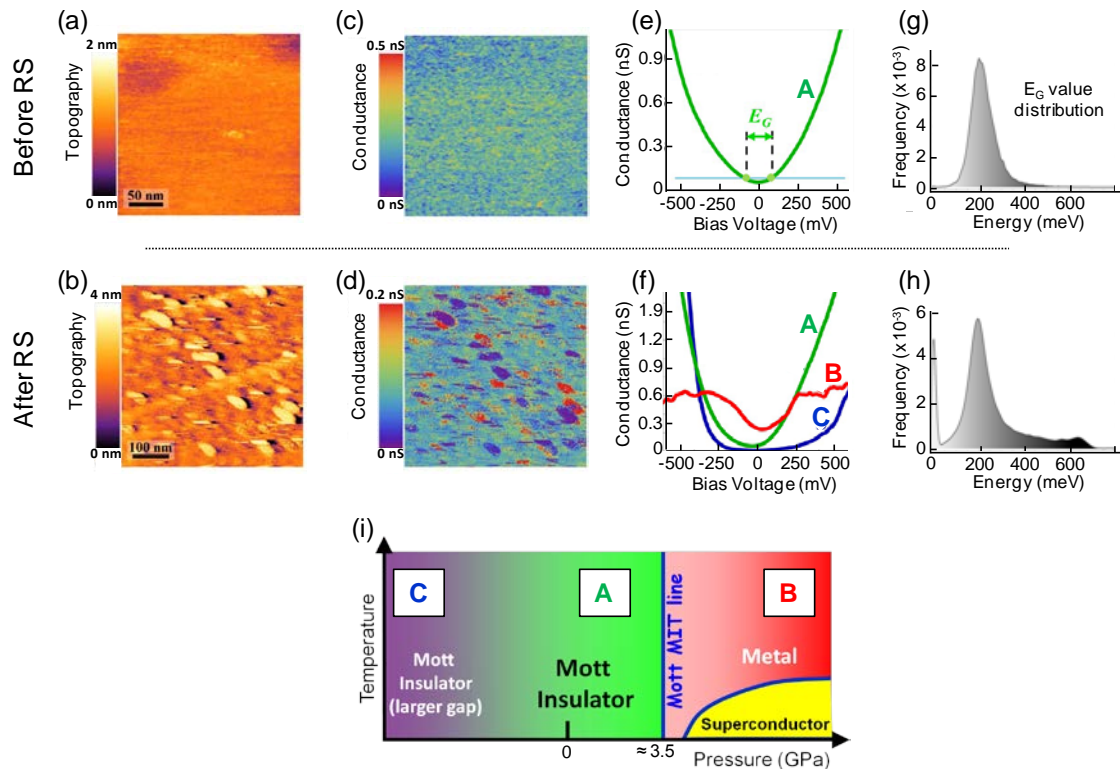 Before RS
(a)
2 nm
Topography
0 nm
50 nm
(c)
0.5 nS
Conductance
0 nS
(e)
Conductance (nS)
0.9
0.6
0.3
0
A
E_G
-500 -250 0 250 500
Bias Voltage (mV)
(g)
Frequency (x 10-3)
8
6
4
2
0
E_G value
distribution
0 200 400 600
Energy (meV)
After RS
(b)
4 nm
Topography
0 nm
100 nm
(d)
0.2 nS
Conductance
0 nS
(f)
Conductance (nS)
1.9
1.2
0.9
0.6
0.3
0
A
B
C
-500 -250 0 250 500
Bias Voltage (mV)
(h)
Frequency (x 10-3)
6
4
2
0
0 200 400 600
Energy (meV)
(i)
Temperature
C
A
B
Mott
Insulator
(larger gap)
Mott
Insulator
Mott MIT line
Metal
Superconductor
0
≈ 3.5
Pressure (GPa)